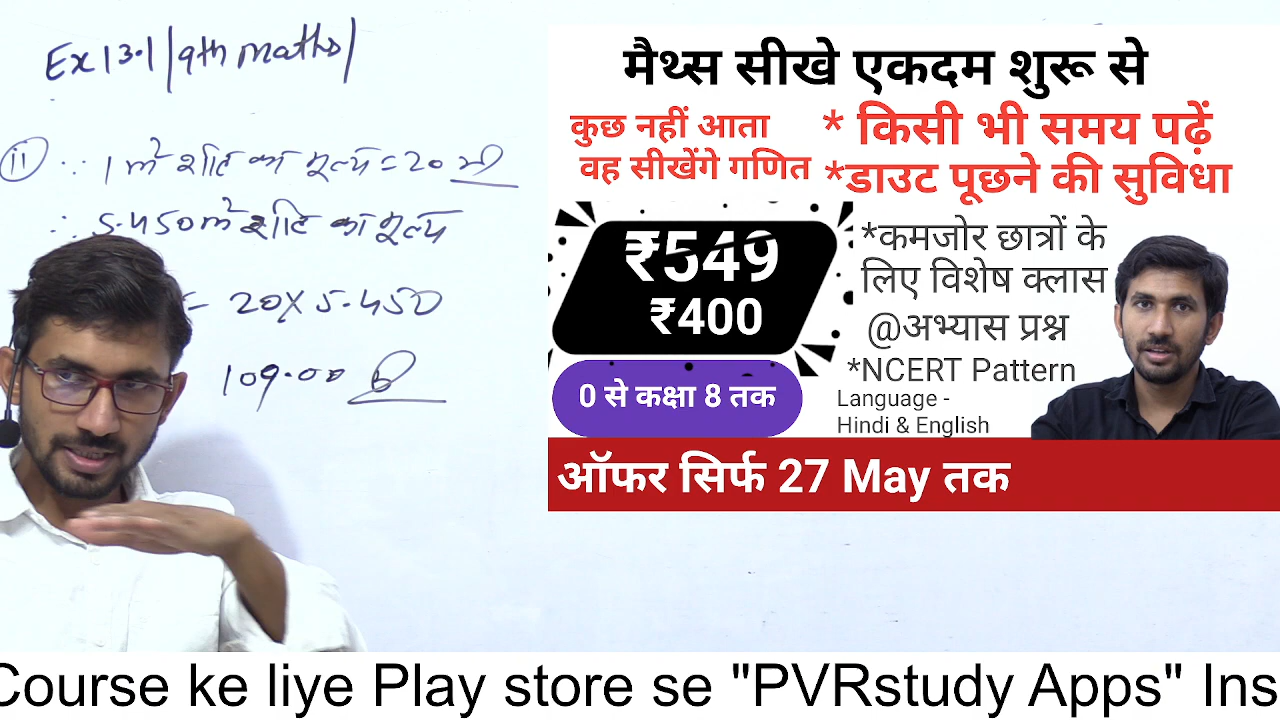 Ex 13.1 | 9th maths |
(ii) ∵ 1 m² शीट का मूल्य = 20 रु
∴ 5.450 m² शीट का मूल्य
= 20 X 5.450
109.00 रु
मैथ्स सीखे एकदम शुरू से
कुछ नहीं आता
वह सीखेंगे गणित
* किसी भी समय पढ़ें
*डाउट पूछने की सुविधा
₹549
₹400
0 से कक्षा 8 तक
*कमजोर छात्रों के
लिए विशेष क्लास
@अभ्यास प्रश्न
*NCERT Pattern
Language -
Hindi & English
ऑफर सिर्फ 27 May तक
Course ke liye Play store se "PVRstudy Apps" Ins